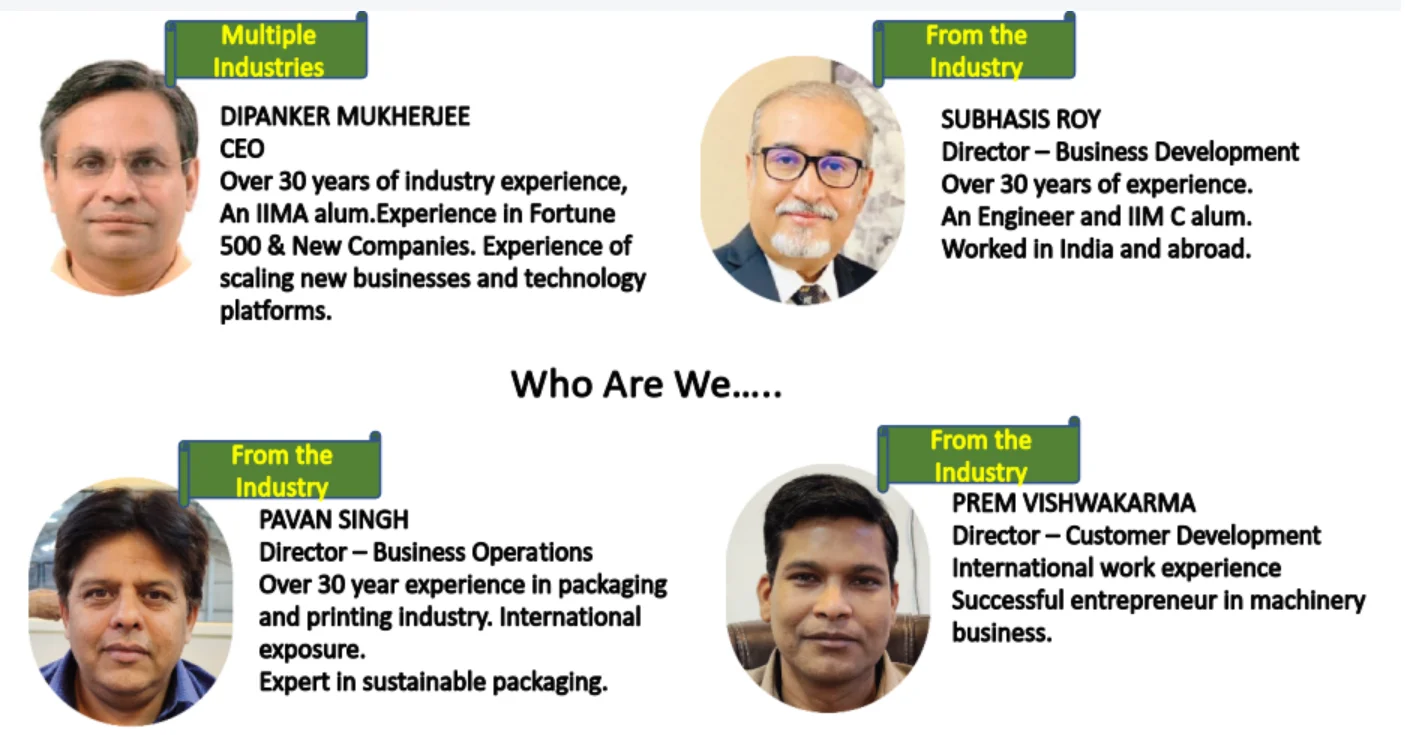 Multiple
Industries
DIPANKER MUKHERJEE
CEO
Over 30 years of industry experience,
An IIMA alum.Experience in Fortune
500 & New Companies. Experience of
scaling new businesses and technology
platforms.
From the
Industry
SUBHASIS ROY
Director – Business Development
Over 30 years of experience.
An Engineer and IIM C alum.
Worked in India and abroad.
Who Are We…..
From the
Industry
PAVAN SINGH
Director – Business Operations
Over 30 year experience in packaging
and printing industry. International
exposure.
Expert in sustainable packaging.
From the
Industry
PREM VISHWAKARMA
Director – Customer Development
International work experience
Successful entrepreneur in machinery
business.